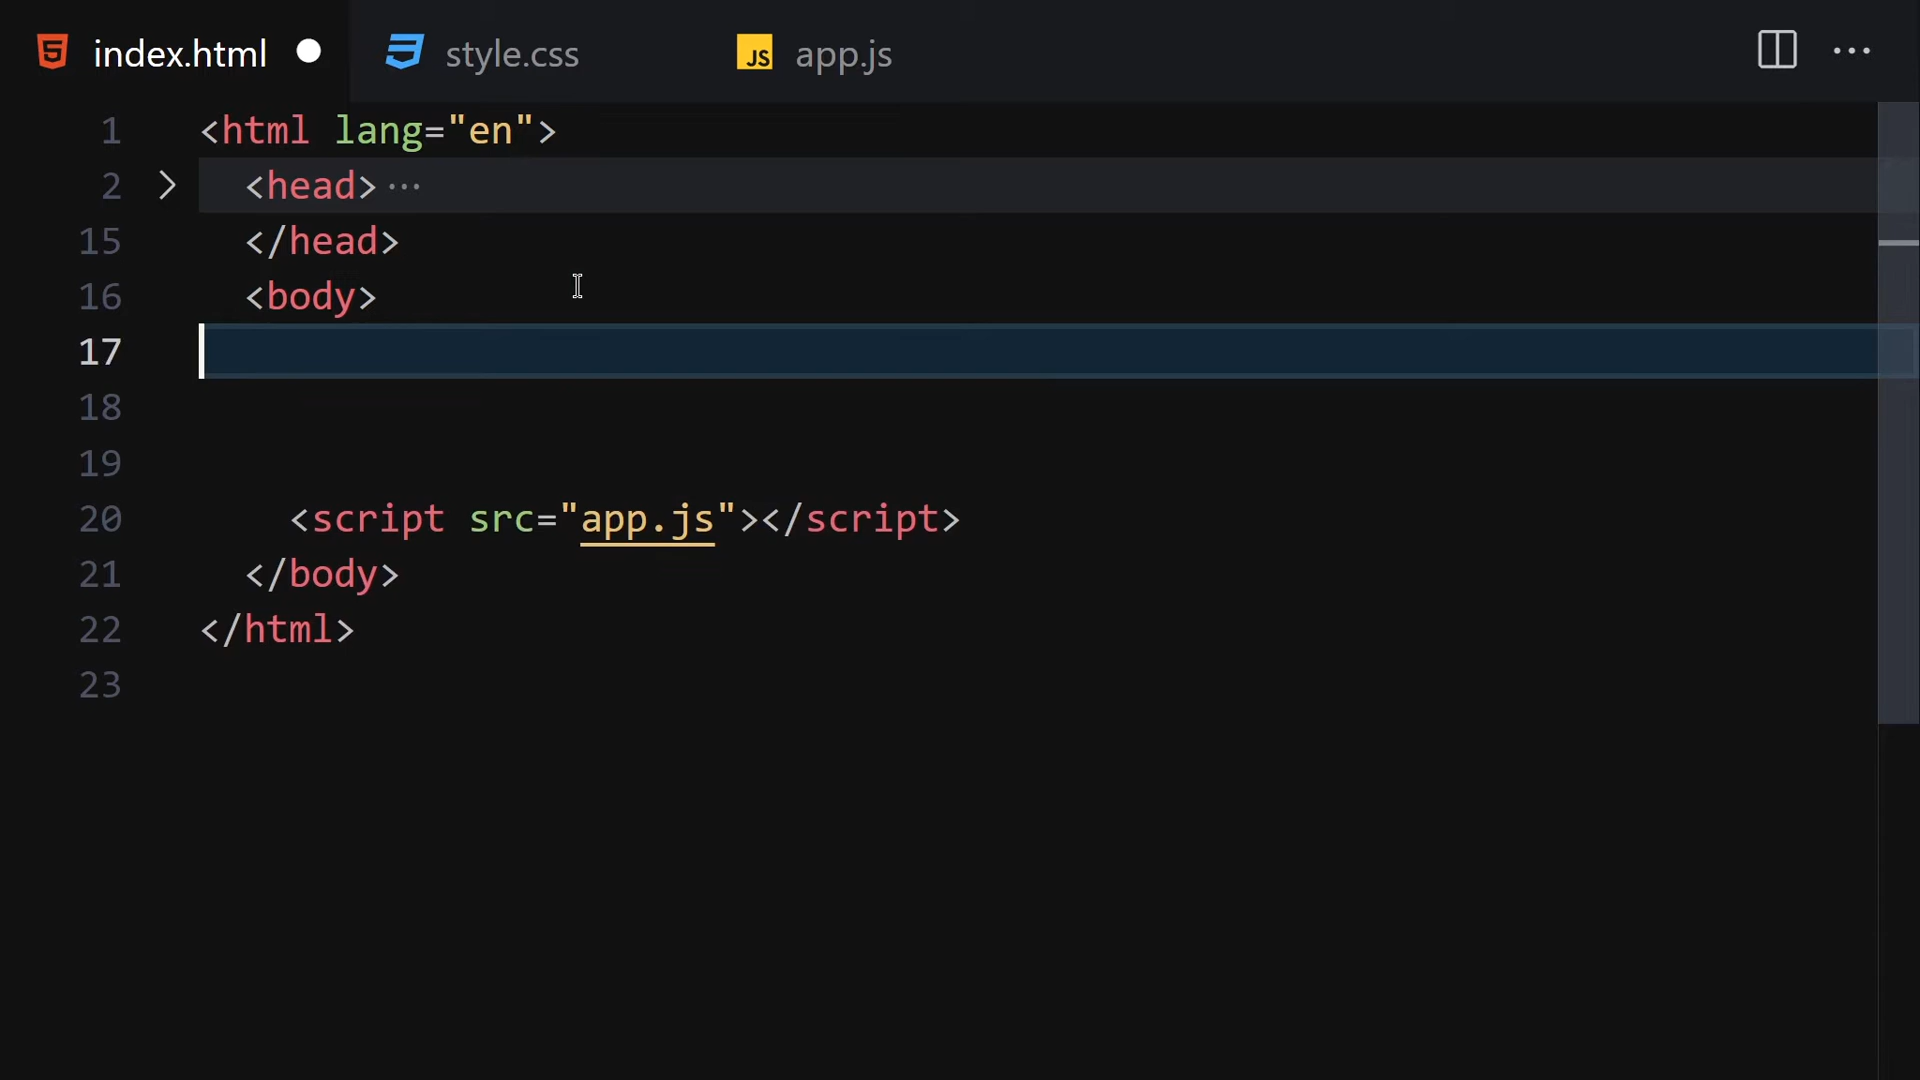 index.html style.css JS app.js
1 <html lang="en">
2 <head> ···
15 </head>
16 <body>
17
18
19
20 <script src="app.js"></script>
21 </body>
22 </html>
23